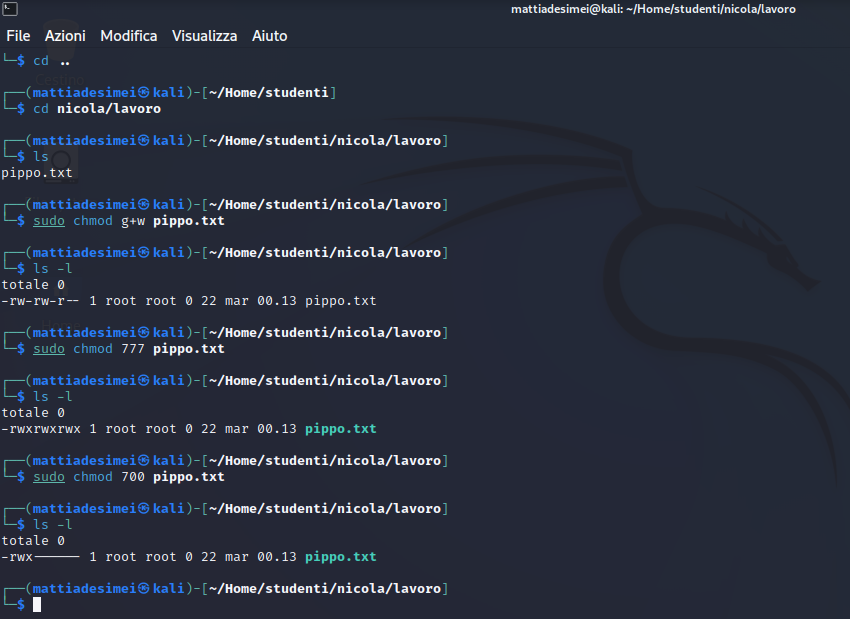 mattiadesimei@kali: ~/Home/studenti/nicola/lavoro
File Azioni Modifica Visualizza Aiuto
└─$ cd ..
┌──(mattiadesimei㉿kali)-[~/Home/studenti]
└─$ cd nicola/lavoro
┌──(mattiadesimei㉿kali)-[~/Home/studenti/nicola/lavoro]
└─$ ls
pippo.txt
┌──(mattiadesimei㉿kali)-[~/Home/studenti/nicola/lavoro]
└─$ sudo chmod g+w pippo.txt
┌──(mattiadesimei㉿kali)-[~/Home/studenti/nicola/lavoro]
└─$ ls -l
totale 0
-rw-rw-r-- 1 root root 0 22 mar 00.13 pippo.txt
┌──(mattiadesimei㉿kali)-[~/Home/studenti/nicola/lavoro]
└─$ sudo chmod 777 pippo.txt
┌──(mattiadesimei㉿kali)-[~/Home/studenti/nicola/lavoro]
└─$ ls -l
totale 0
-rwxrwxrwx 1 root root 0 22 mar 00.13 pippo.txt
┌──(mattiadesimei㉿kali)-[~/Home/studenti/nicola/lavoro]
└─$ sudo chmod 700 pippo.txt
┌──(mattiadesimei㉿kali)-[~/Home/studenti/nicola/lavoro]
└─$ ls -l
totale 0
-rwx------ 1 root root 0 22 mar 00.13 pippo.txt
┌──(mattiadesimei㉿kali)-[~/Home/studenti/nicola/lavoro]
└─$